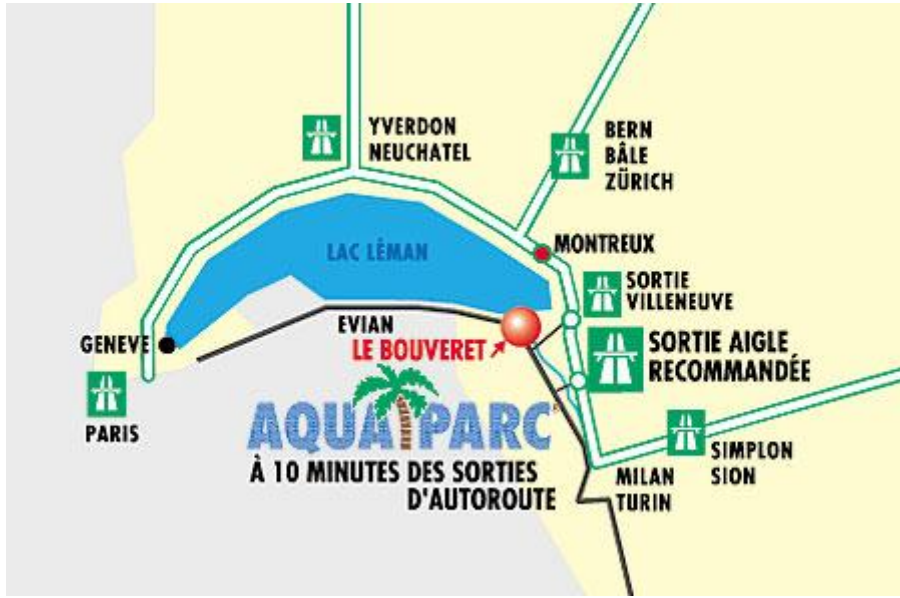 YVERDON
NEUCHATEL
BERN
BÂLE
ZÜRICH
LAC LÉMAN
MONTREUX
SORTIE
VILLENEUVE
GENEVE
EVIAN
LE BOUVERET
SORTIE AIGLE
RECOMMANDÉE
PARIS
AQUAPARC
À 10 MINUTES DES SORTIES
D'AUTOROUTE
SIMPLON
SION
MILAN
TURIN